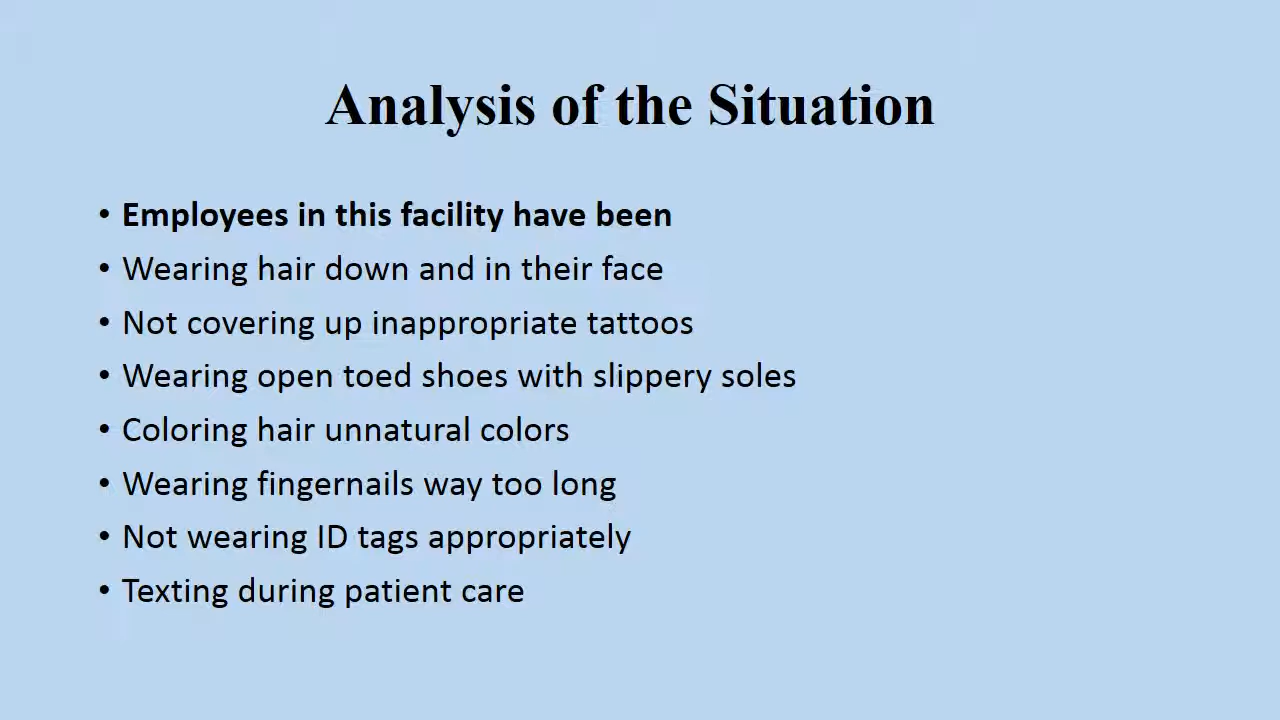 Analysis of the Situation
• Employees in this facility have been
• Wearing hair down and in their face
• Not covering up inappropriate tattoos
• Wearing open toed shoes with slippery soles
• Coloring hair unnatural colors
• Wearing fingernails way too long
• Not wearing ID tags appropriately
• Texting during patient care